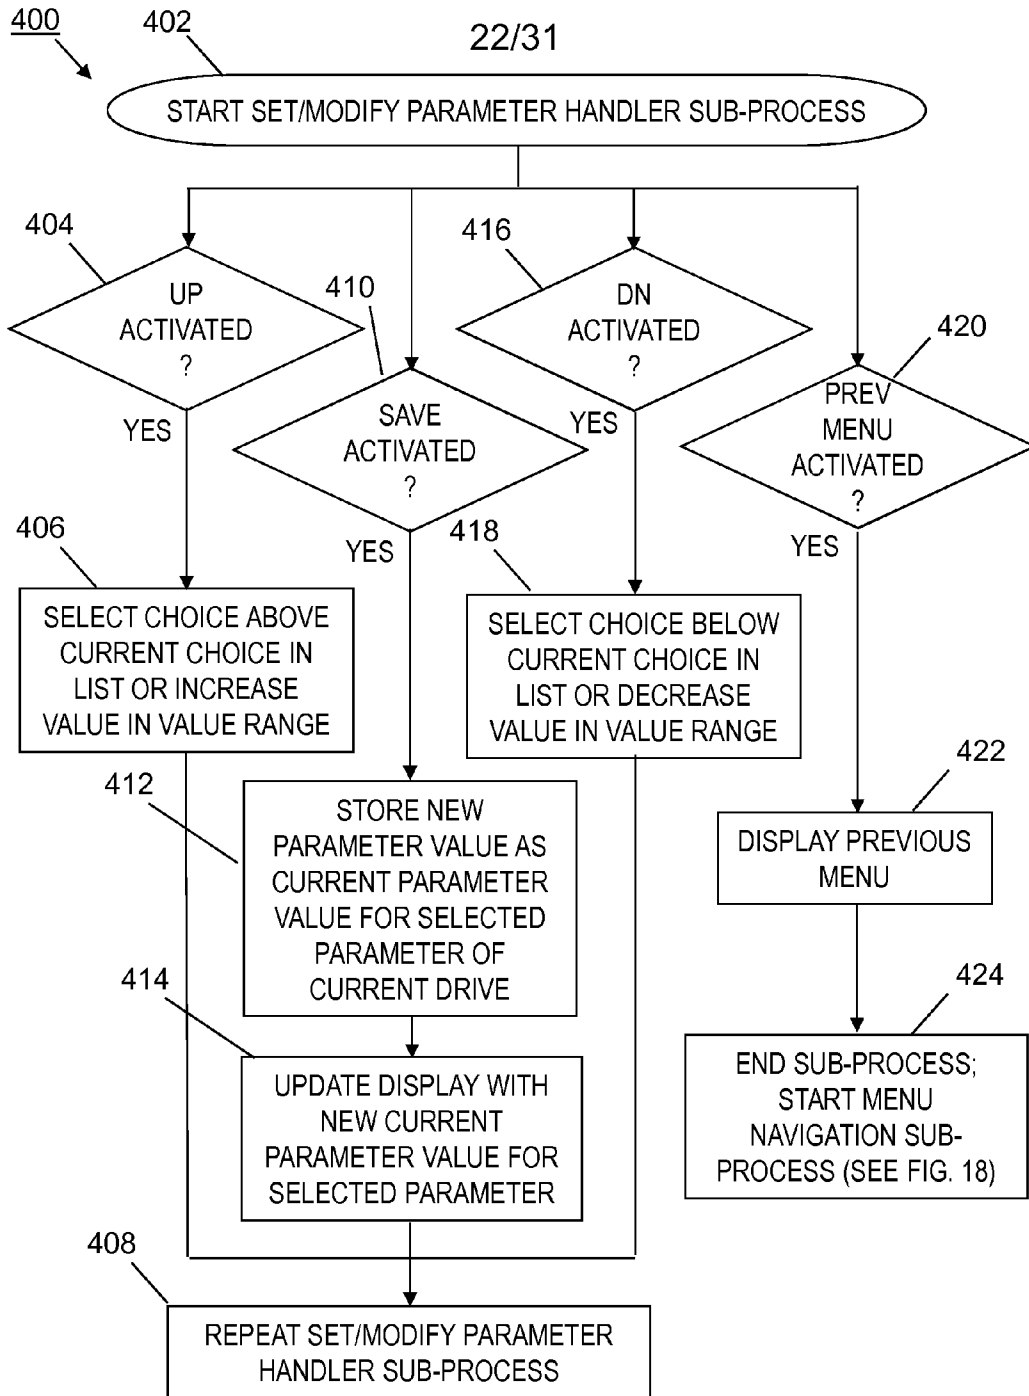 400
402
22/31
START SET/MODIFY PARAMETER HANDLER SUB-PROCESS
404
UP
ACTIVATED
?
YES
410
SAVE
ACTIVATED
?
YES
416
DN
ACTIVATED
?
YES
420
PREV
MENU
ACTIVATED
?
YES
406
SELECT CHOICE ABOVE
CURRENT CHOICE IN
LIST OR INCREASE
VALUE IN VALUE RANGE
418
SELECT CHOICE BELOW
CURRENT CHOICE IN
LIST OR DECREASE
VALUE IN VALUE RANGE
412
STORE NEW
PARAMETER VALUE AS
CURRENT PARAMETER
VALUE FOR SELECTED
PARAMETER OF
CURRENT DRIVE
422
DISPLAY PREVIOUS
MENU
414
UPDATE DISPLAY WITH
NEW CURRENT
PARAMETER VALUE FOR
SELECTED PARAMETER
424
END SUB-PROCESS;
START MENU
NAVIGATION SUB-
PROCESS (SEE FIG. 18)
408
REPEAT SET/MODIFY PARAMETER
HANDLER SUB-PROCESS